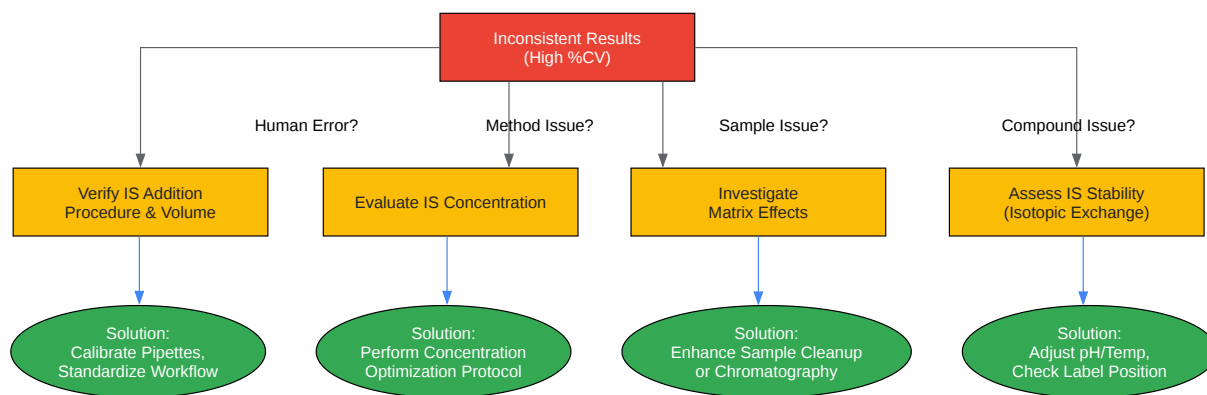 Inconsistent Results
(High %CV)
Human Error?
Method Issue?
Sample Issue?
Compound Issue?
Verify IS Addition
Procedure & Volume
Evaluate IS Concentration
Investigate
Matrix Effects
Assess IS Stability
(Isotopic Exchange)
Solution:
Calibrate Pipettes,
Standardize Workflow
Solution:
Perform Concentration
Optimization Protocol
Solution:
Enhance Sample Cleanup
or Chromatography
Solution:
Adjust pH/Temp,
Check Label Position